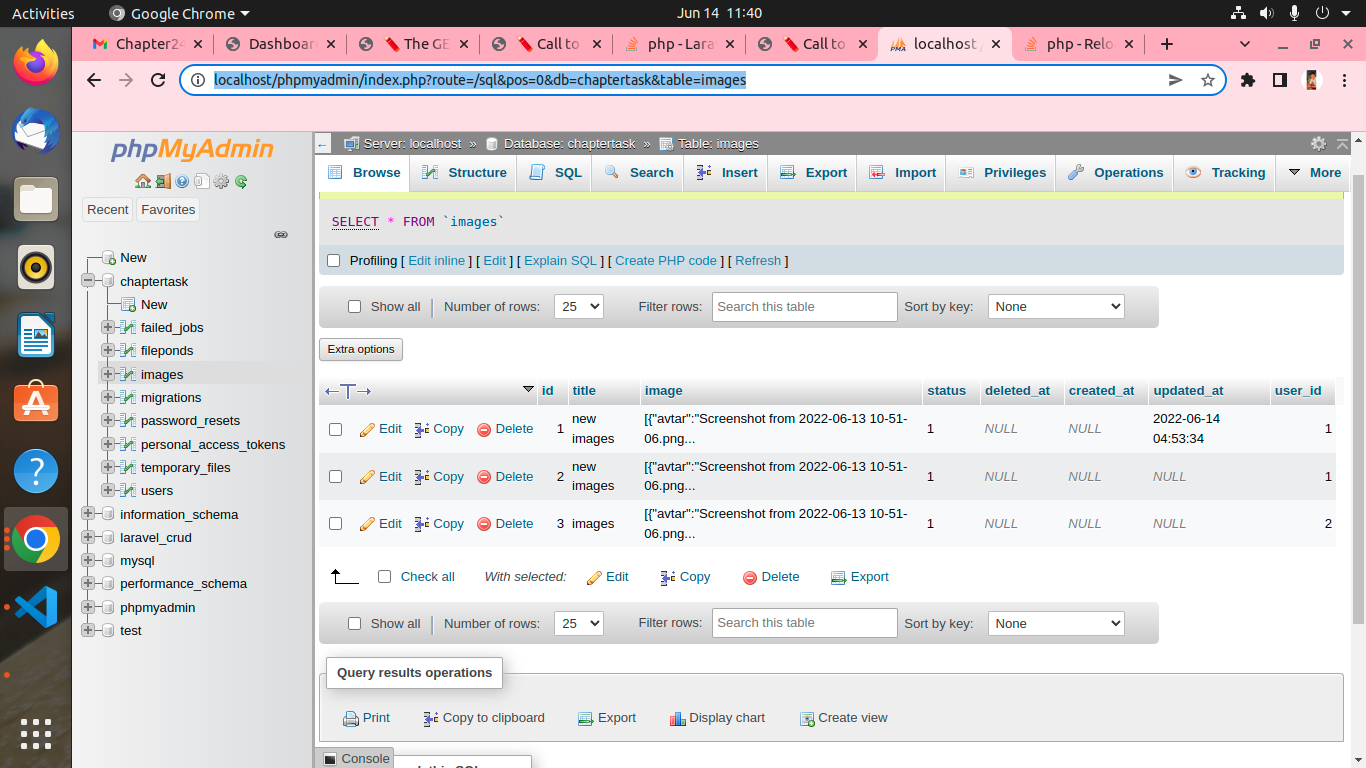 Activities Google Chrome Jun 14 11:40
Chapter24 Dashboar The GE Call to php - Lara Call to localhost / php - Relo
localhost/phpmyadmin/index.php?route=/sql&pos=0&db=chaptertask&table=images
phpMyAdmin
Recent Favorites
New
chaptertask
New
failed_jobs
fileponds
images
migrations
password_resets
personal_access_tokens
temporary_files
users
information_schema
laravel_crud
mysql
performance_schema
phpmyadmin
test
Server: localhost » Database: chaptertask » Table: images
Browse Structure SQL Search Insert Export Import Privileges Operations Tracking More
SELECT * FROM `images`
Profiling [ Edit inline ] [ Edit ] [ Explain SQL ] [ Create PHP code ] [ Refresh ]
Show all Number of rows: 25 Filter rows: Search this table Sort by key: None
Extra options
id title image status deleted_at created_at updated_at user_id
Edit Copy Delete 1 new images [{"avtar":"Screenshot from 2022-06-13 10-51-06.png... 1 NULL NULL 2022-06-14 04:53:34 1
Edit Copy Delete 2 new images [{"avtar":"Screenshot from 2022-06-13 10-51-06.png... 1 NULL NULL NULL 1
Edit Copy Delete 3 images [{"avtar":"Screenshot from 2022-06-13 10-51-06.png... 1 NULL NULL NULL 2
Check all With selected: Edit Copy Delete Export
Show all Number of rows: 25 Filter rows: Search this table Sort by key: None
Query results operations
Print Copy to clipboard Export Display chart Create view
Console